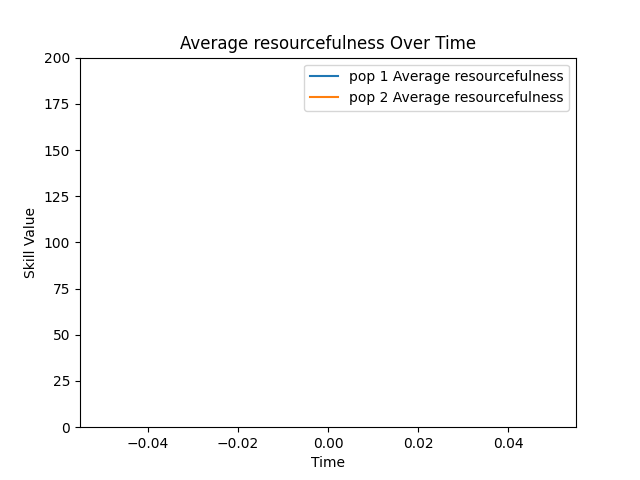 Average resourcefulness Over Time
pop 1 Average resourcefulness
pop 2 Average resourcefulness
Skill Value
200
175
150
125
100
75
50
25
0
−0.04 −0.02 0.00 0.02 0.04
Time